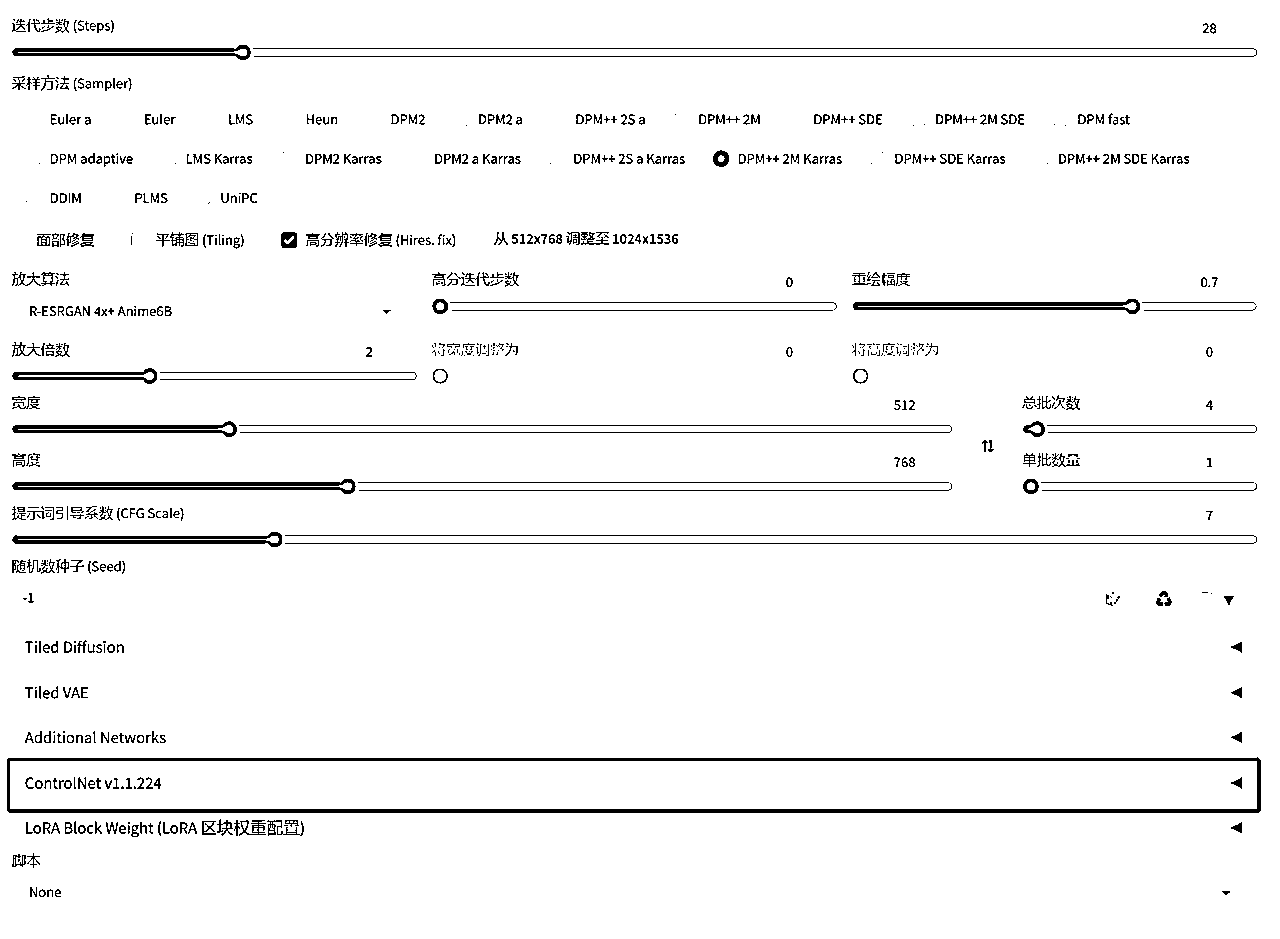 迭代步数 (Steps) 28
采样方法 (Sampler)
Euler a Euler LMS Heun DPM2 DPM2 a DPM++ 2S a DPM++ 2M DPM++ SDE DPM++ 2M SDE DPM fast
DPM adaptive LMS Karras DPM2 Karras DPM2 a Karras DPM++ 2S a Karras DPM++ 2M Karras DPM++ SDE Karras DPM++ 2M SDE Karras
DDIM PLMS UniPC
面部修复 平铺图 (Tiling) 高分辨率修复 (Hires. fix) 从 512x768 调整至 1024x1536
放大算法 高分迭代步数 0 重绘幅度 0.7
R-ESRGAN 4x+ Anime6B
放大倍数 2 将宽度调整为 0 将高度调整为 0
宽度 512 总批次数 4
高度 768 单批数量 1
提示词引导系数 (CFG Scale) 7
随机数种子 (Seed)
-1
Tiled Diffusion
Tiled VAE
Additional Networks
ControlNet v1.1.224
LoRA Block Weight (LoRA 区块权重配置)
脚本
None